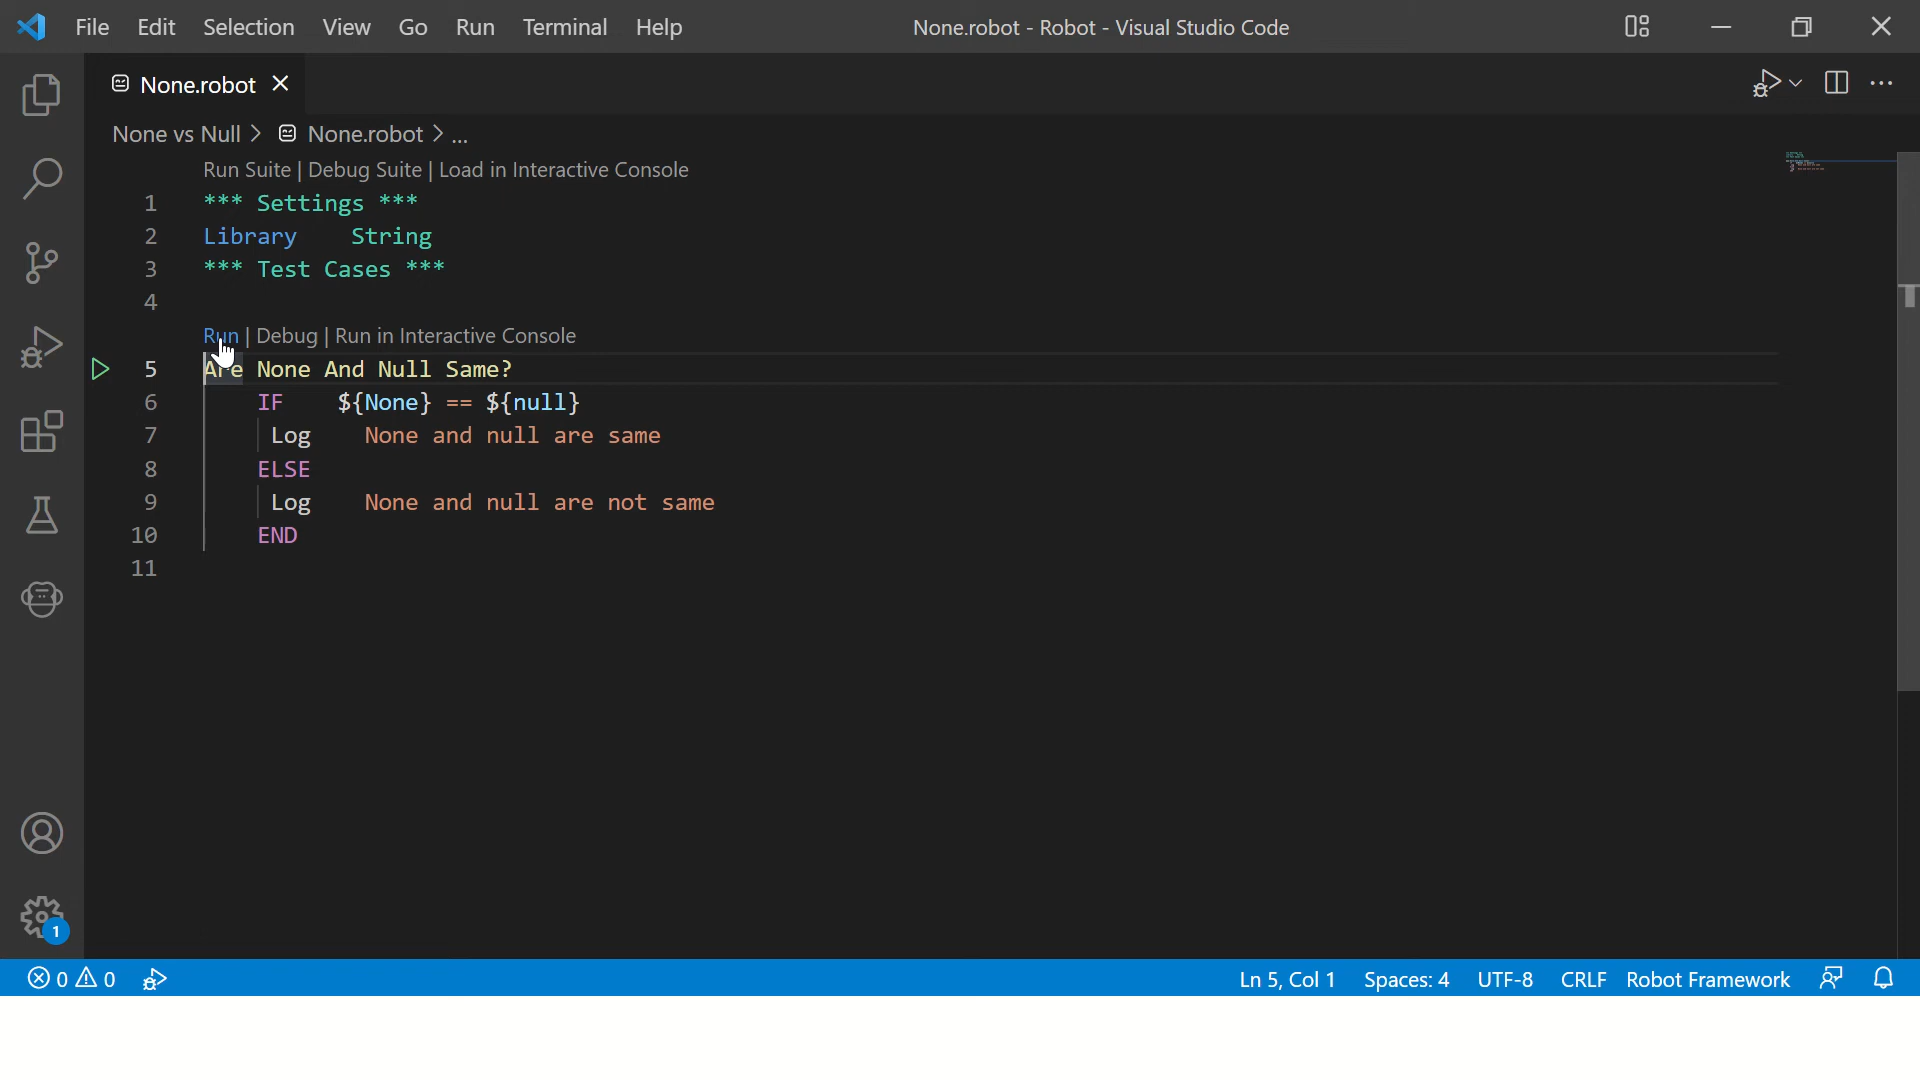 File Edit Selection View Go Run Terminal Help None.robot - Robot - Visual Studio Code
None.robot
None vs Null > None.robot > ...
Run Suite | Debug Suite | Load in Interactive Console
1 *** Settings ***
2 Library    String
3 *** Test Cases ***
4
Run | Debug | Run in Interactive Console
5 Are None And Null Same?
6     IF    ${None} == ${null}
7      Log    None and null are same
8     ELSE
9      Log    None and null are not same
10     END
11
1
0 0 Ln 5, Col 1 Spaces: 4 UTF-8 CRLF Robot Framework